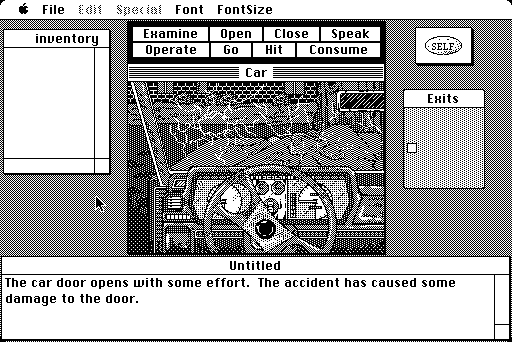 File Edit Special Font FontSize
inventory
Examine Open Close Speak
Operate Go Hit Consume
SELF
Car
Exits
Untitled
The car door opens with some effort. The accident has caused some
damage to the door.